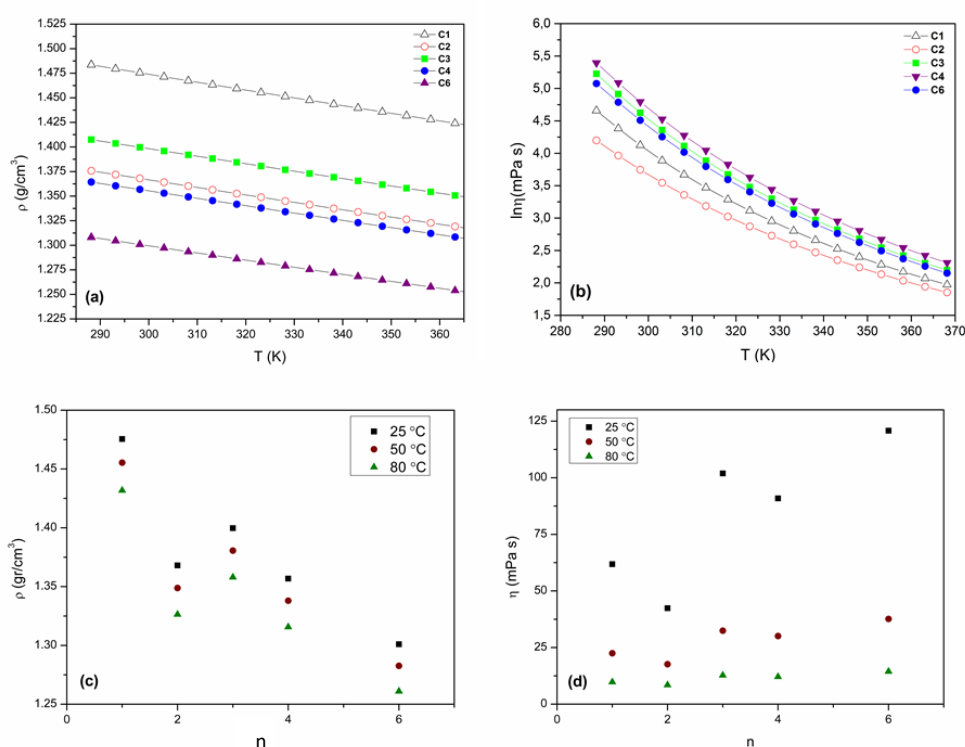 (a)
1.525
1.500
1.475
1.450
1.425
1.400
1.375
1.350
1.325
1.300
1.275
1.250
1.225
ρ (g/cm³)
C1
C2
C3
C4
C6
(a)
290 300 310 320 330 340 350 360
T (K)
(b)
6,0
5,5
5,0
4,5
4,0
3,5
3,0
2,5
2,0
1,5
lnη(mPa s)
C1
C2
C3
C4
C6
(b)
280 290 300 310 320 330 340 350 360 370
T (K)
(c)
1.50
1.45
1.40
1.35
1.30
1.25
ρ (gr/cm³)
25 °C
50 °C
80 °C
(c)
0 2 4 6
n
(d)
125
100
75
50
25
0
η (mPa s)
25 °C
50 °C
80 °C
(d)
0 2 4 6
n